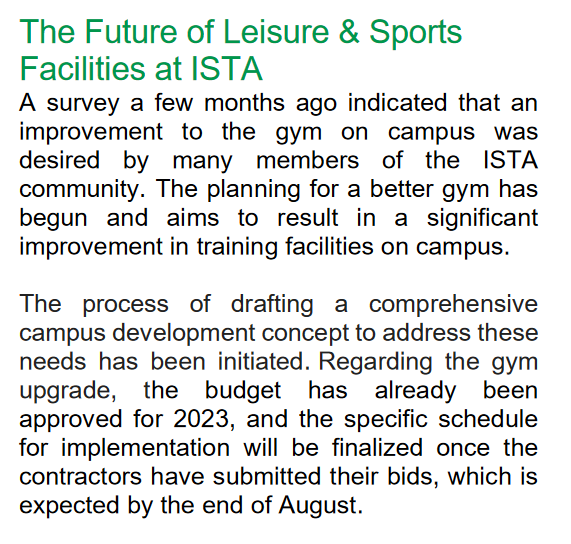 The Future of Leisure & Sports
Facilities at ISTA
A survey a few months ago indicated that an
improvement to the gym on campus was
desired by many members of the ISTA
community. The planning for a better gym has
begun and aims to result in a significant
improvement in training facilities on campus.
The process of drafting a comprehensive
campus development concept to address these
needs has been initiated. Regarding the gym
upgrade, the budget has already been
approved for 2023, and the specific schedule
for implementation will be finalized once the
contractors have submitted their bids, which is
expected by the end of August.